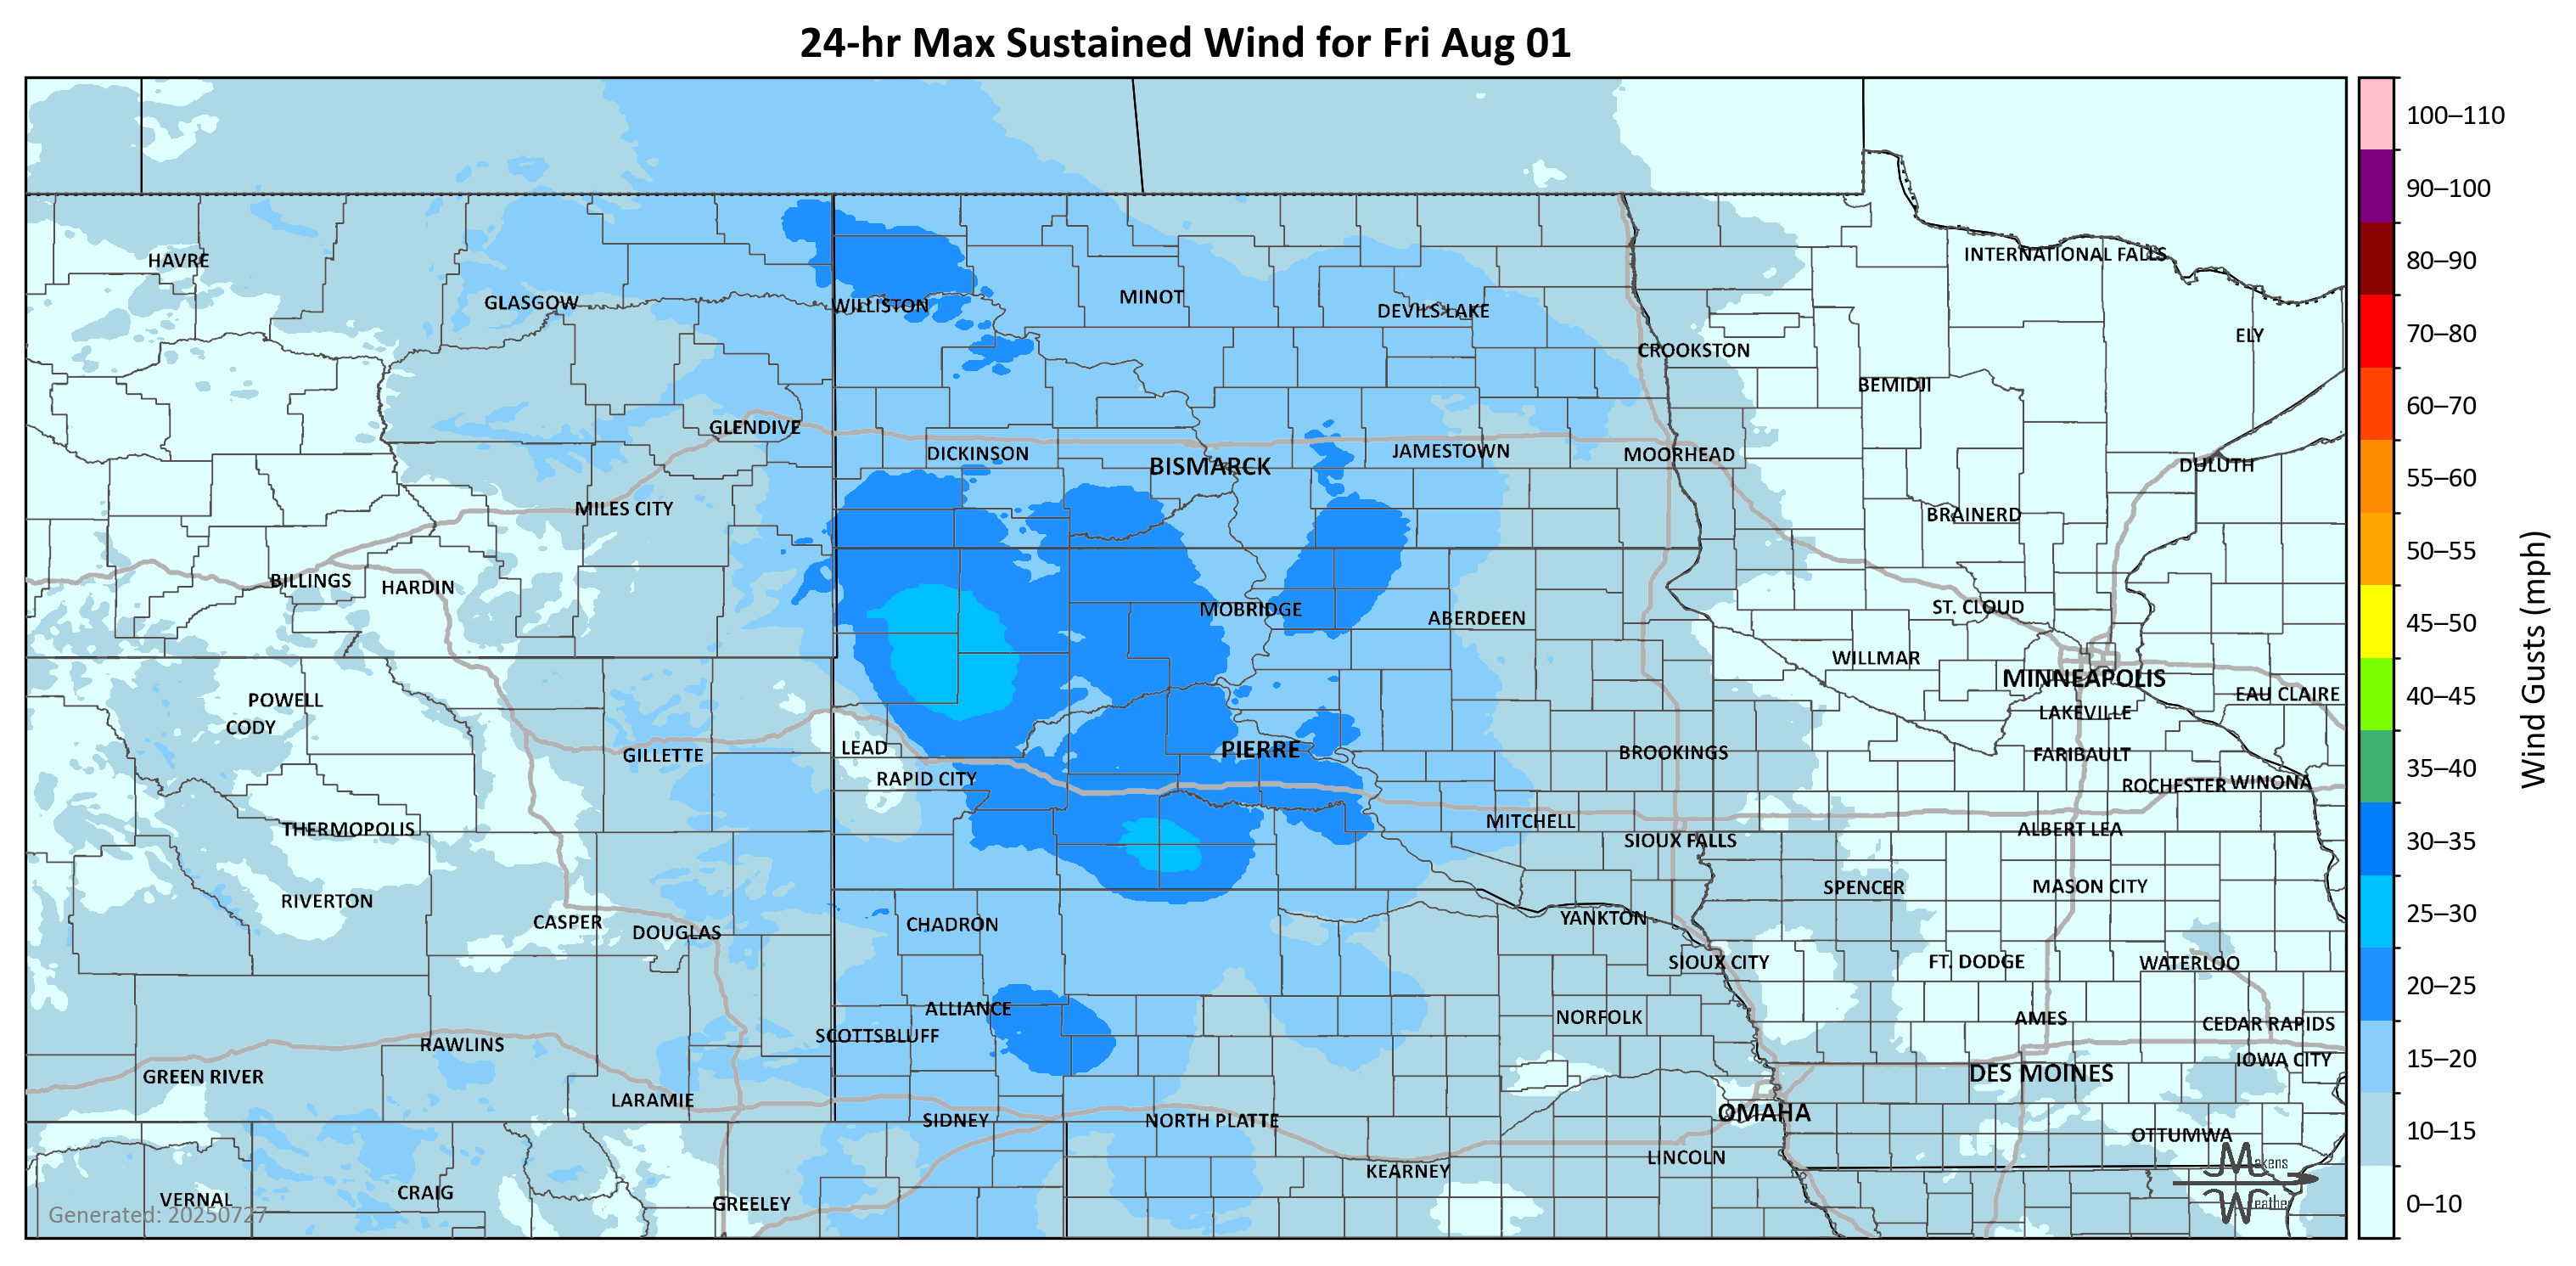 24-hr Max Sustained Wind for Fri Aug 01
100–110
90–100
80–90
70–80
60–70
55–60
50–55
45–50
40–45
35–40
30–35
25–30
20–25
15–20
10–15
0–10
Wind Gusts (mph)
INTERNATIONAL FALLS
HAVRE
GLASGOW
WILLISTON
MINOT
DEVILS LAKE
ELY
CROOKSTON
BEMIDJI
GLENDIVE
DICKINSON
BISMARCK
JAMESTOWN
MOORHEAD
DULUTH
MILES CITY
BRAINERD
BILLINGS
HARDIN
MOBRIDGE
ABERDEEN
ST. CLOUD
WILLMAR
MINNEAPOLIS
EAU CLAIRE
POWELL
CODY
LAKEVILLE
GILLETTE
LEAD
PIERRE
BROOKINGS
FARIBAULT
RAPID CITY
ROCHESTER
WINONA
THERMOPOLIS
MITCHELL
SIOUX FALLS
ALBERT LEA
RIVERTON
SPENCER
MASON CITY
CASPER
DOUGLAS
CHADRON
YANKTON
SIOUX CITY
FT. DODGE
WATERLOO
ALLIANCE
SCOTTSBLUFF
NORFOLK
AMES
CEDAR RAPIDS
RAWLINS
IOWA CITY
GREEN RIVER
DES MOINES
LARAMIE
SIDNEY
NORTH PLATTE
OMAHA
OTTUMWA
KEARNEY
LINCOLN
VERNAL
CRAIG
GREELEY
Generated: 20250727
Makens
Weather